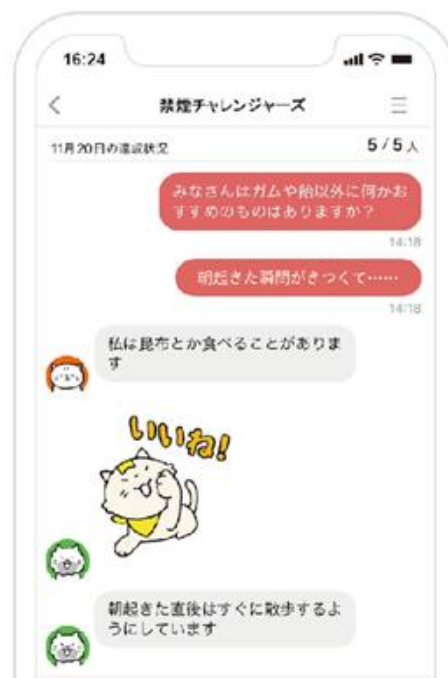 16:24
禁煙チャレンジャーズ
11月20日の達成状況
5/5人
みなさんはガムや飴以外に何かお
すすめのものはありますか?
14:18
朝起きた瞬間がきつくて……
14:18
私は昆布とか食べることがありま
す
いいね!
朝起きた直後はすぐに散歩するよ
うにしています